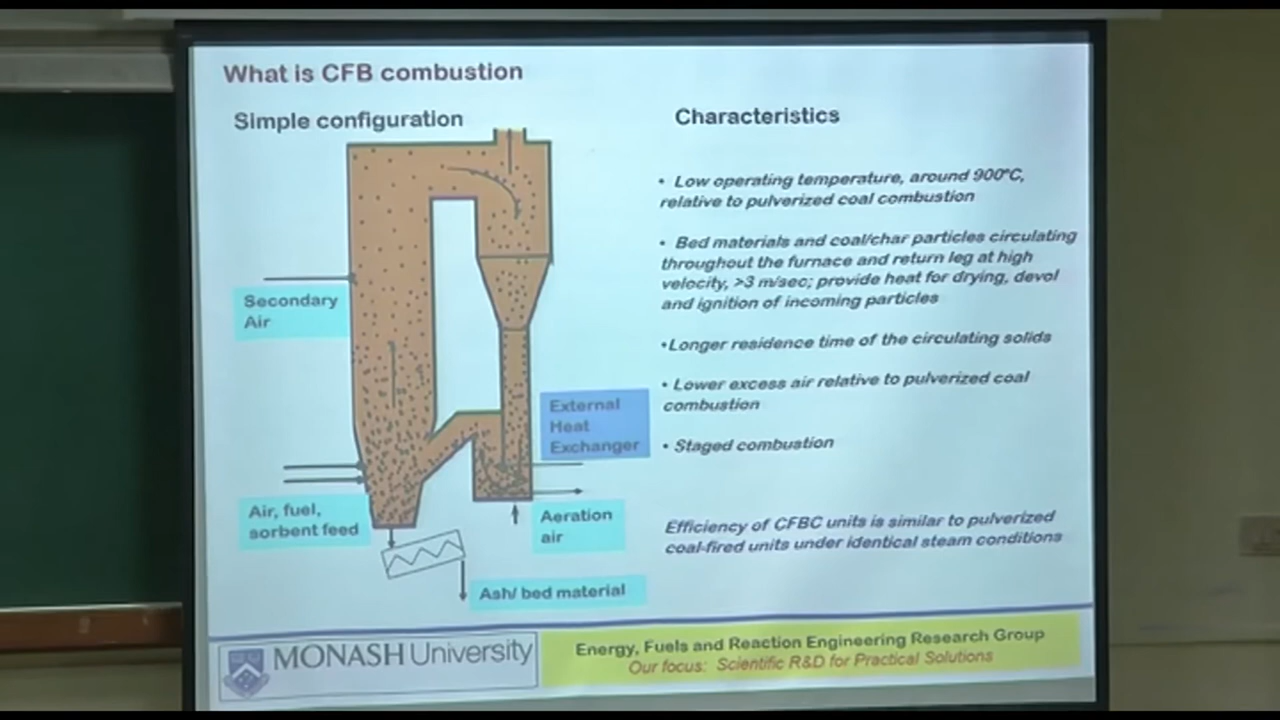 What is CFB combustion
Simple configuration
Secondary
Air
External
Heat
Exchanger
Air, fuel,
sorbent feed
Aeration
air
Ash/ bed material
Characteristics
• Low operating temperature, around 900°C,
relative to pulverized coal combustion
• Bed materials and coal/char particles circulating
throughout the furnace and return leg at high
velocity, >3 m/sec; provide heat for drying, devol
and ignition of incoming particles
•Longer residence time of the circulating solids
• Lower excess air relative to pulverized coal
combustion
• Staged combustion
Efficiency of CFBC units is similar to pulverized
coal-fired units under identical steam conditions
MONASH University
Energy, Fuels and Reaction Engineering Research Group
Our focus: Scientific R&D for Practical Solutions